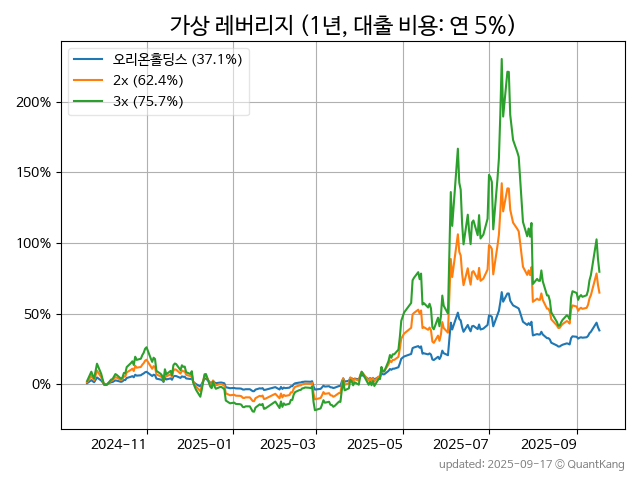 가상 레버리지 (1년, 대출 비용: 연 5%)
오리온홀딩스 (37.1%)
2x (62.4%)
3x (75.7%)
200%
150%
100%
50%
0%
2024-11 2025-01 2025-03 2025-05 2025-07 2025-09
updated: 2025-09-17 © QuantKang